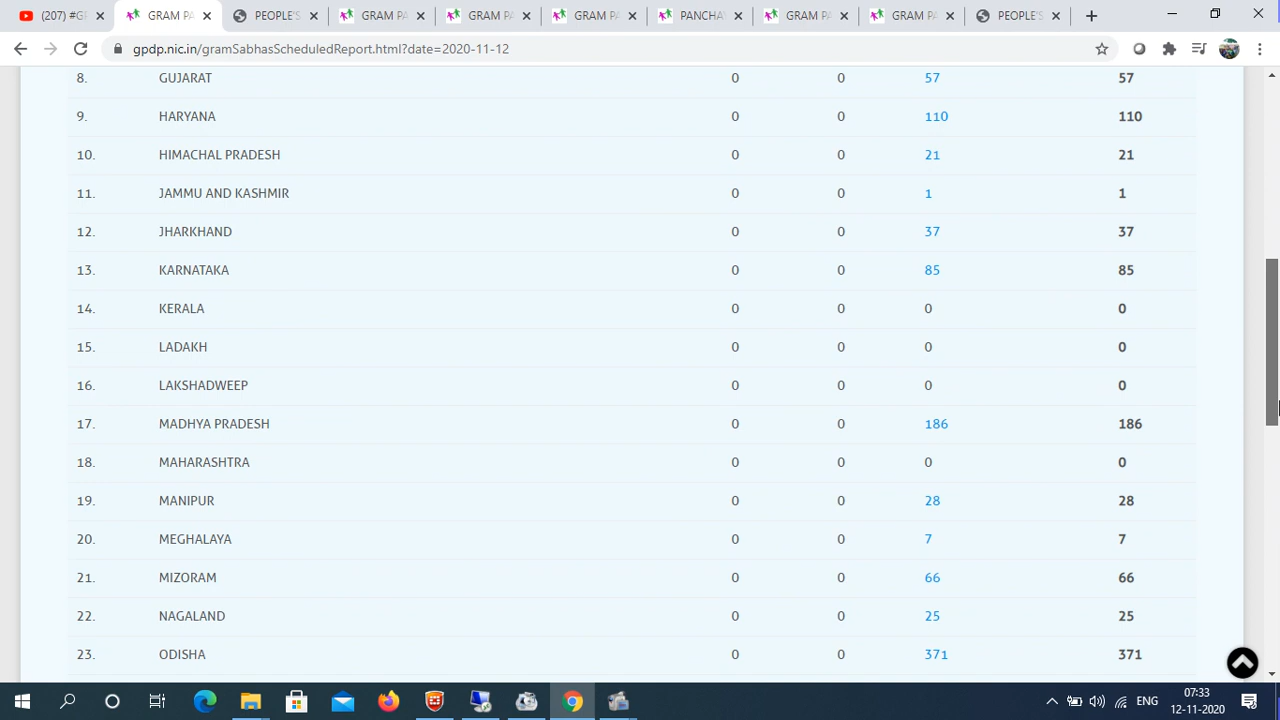 (207) #GP
GRAM PA
PEOPLE'S
GRAM PA
GRAM PA
GRAM PA
PANCHAY
GRAM PA
GRAM PA
PEOPLE'S
gpdp.nic.in/gramSabhasScheduledReport.html?date=2020-11-12
8. GUJARAT 0 0 57 57
9. HARYANA 0 0 110 110
10. HIMACHAL PRADESH 0 0 21 21
11. JAMMU AND KASHMIR 0 0 1 1
12. JHARKHAND 0 0 37 37
13. KARNATAKA 0 0 85 85
14. KERALA 0 0 0 0
15. LADAKH 0 0 0 0
16. LAKSHADWEEP 0 0 0 0
17. MADHYA PRADESH 0 0 186 186
18. MAHARASHTRA 0 0 0 0
19. MANIPUR 0 0 28 28
20. MEGHALAYA 0 0 7 7
21. MIZORAM 0 0 66 66
22. NAGALAND 0 0 25 25
23. ODISHA 0 0 371 371
ENG
07:33
12-11-2020